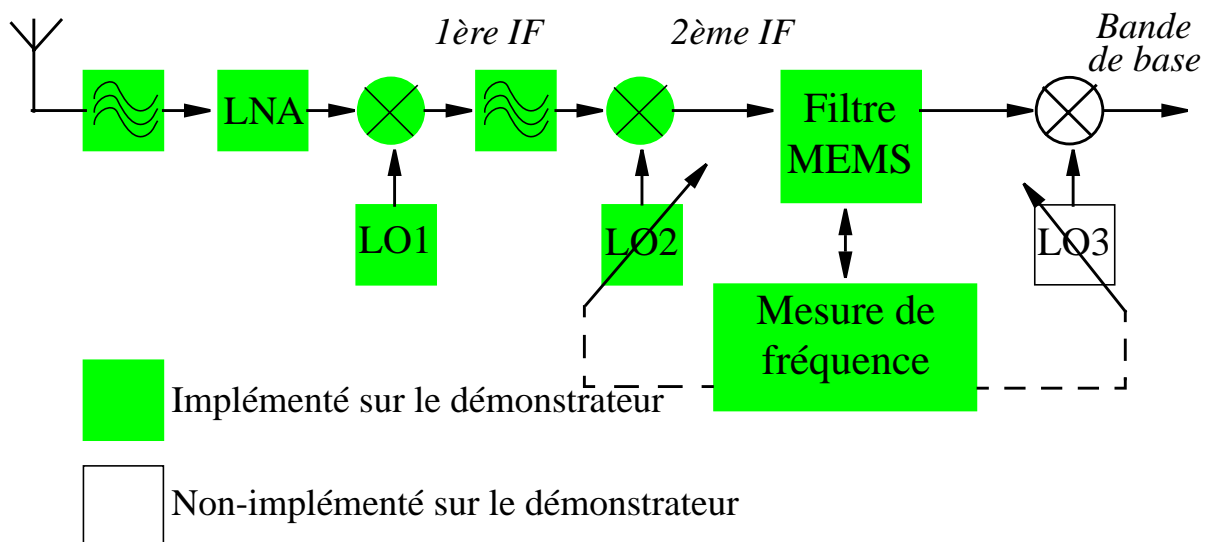 1ère IF
2ème IF
Bande
de base
LNA
Filtre
MEMS
LO1
LO2
LO3
Mesure de
fréquence
Implémenté sur le démonstrateur
Non-implémenté sur le démonstrateur